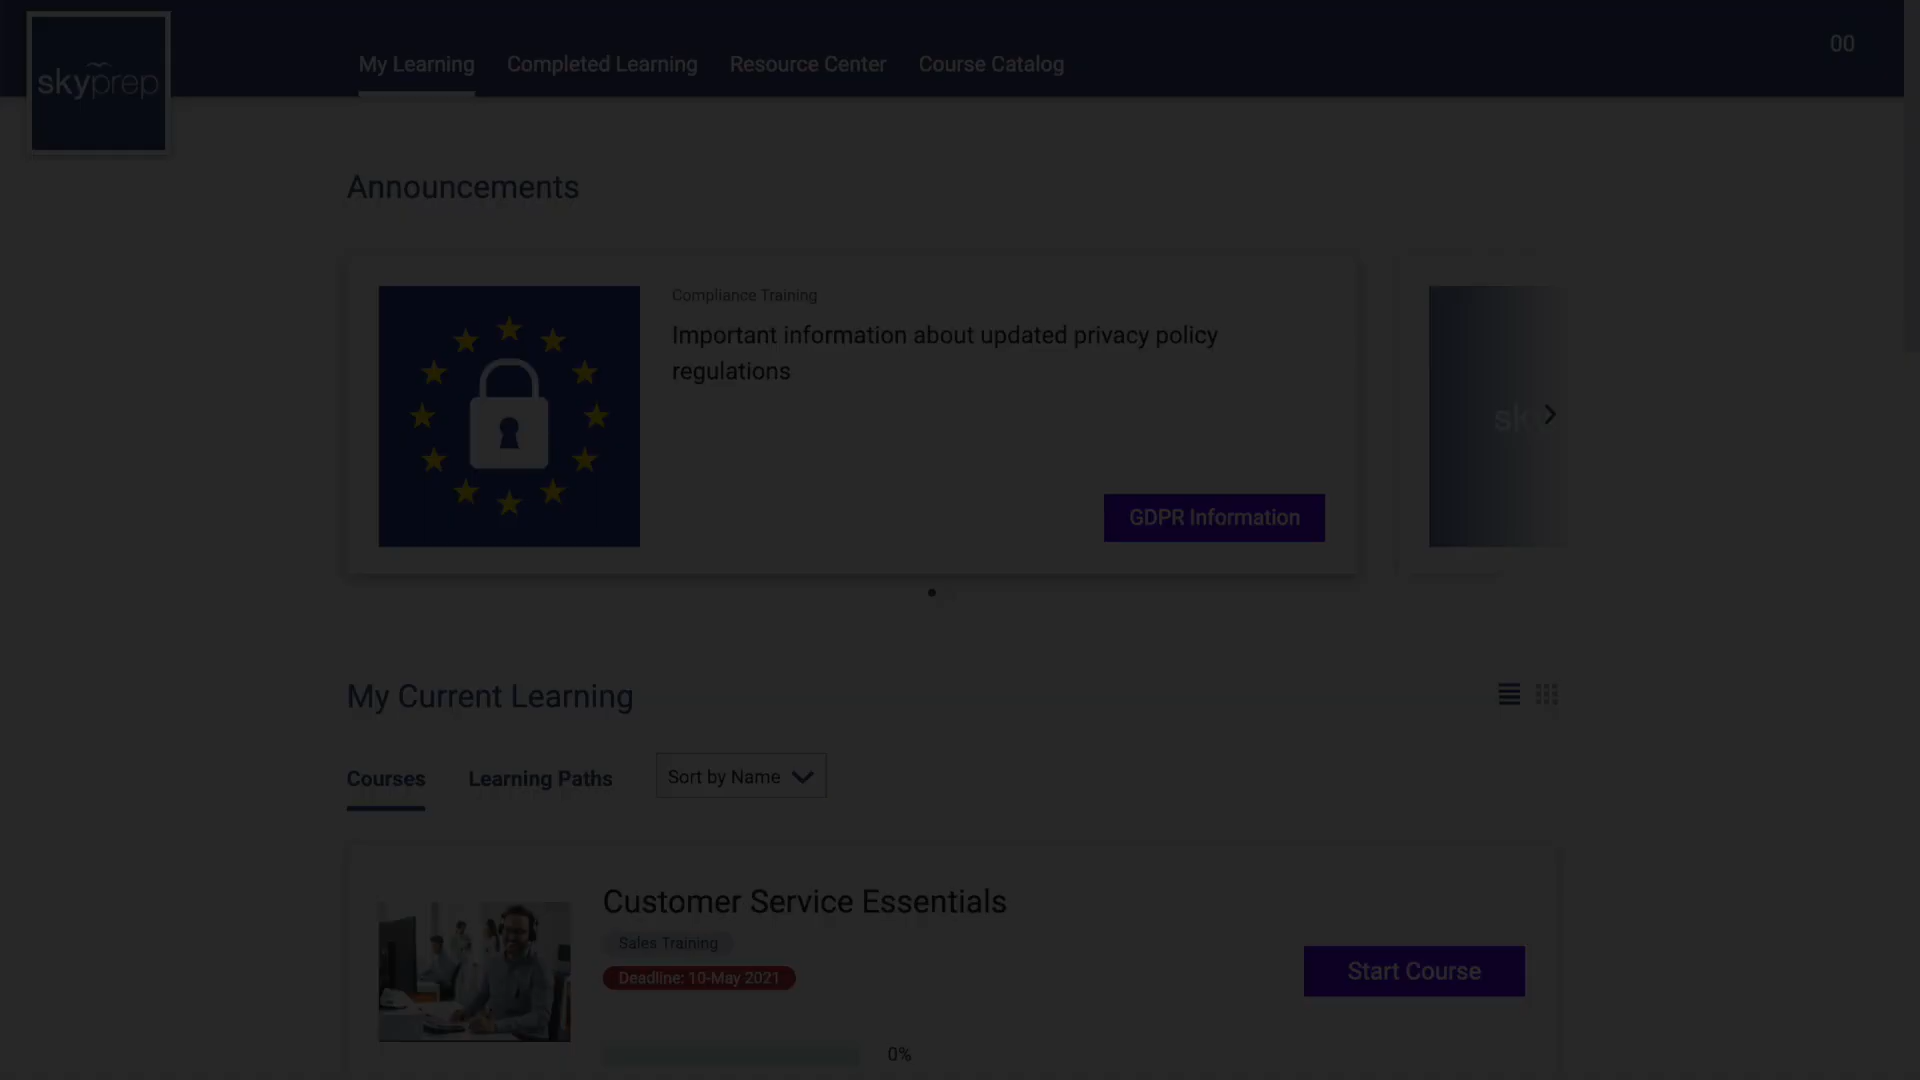 skyprep
My Learning
Completed Learning
Resource Center
Course Catalog
00
Announcements
Compliance Training
Important information about updated privacy policy
regulations
GDPR Information
My Current Learning
Courses
Learning Paths
Sort by Name
Customer Service Essentials
Sales Training
Deadline: 10-May 2021
Start Course
0%